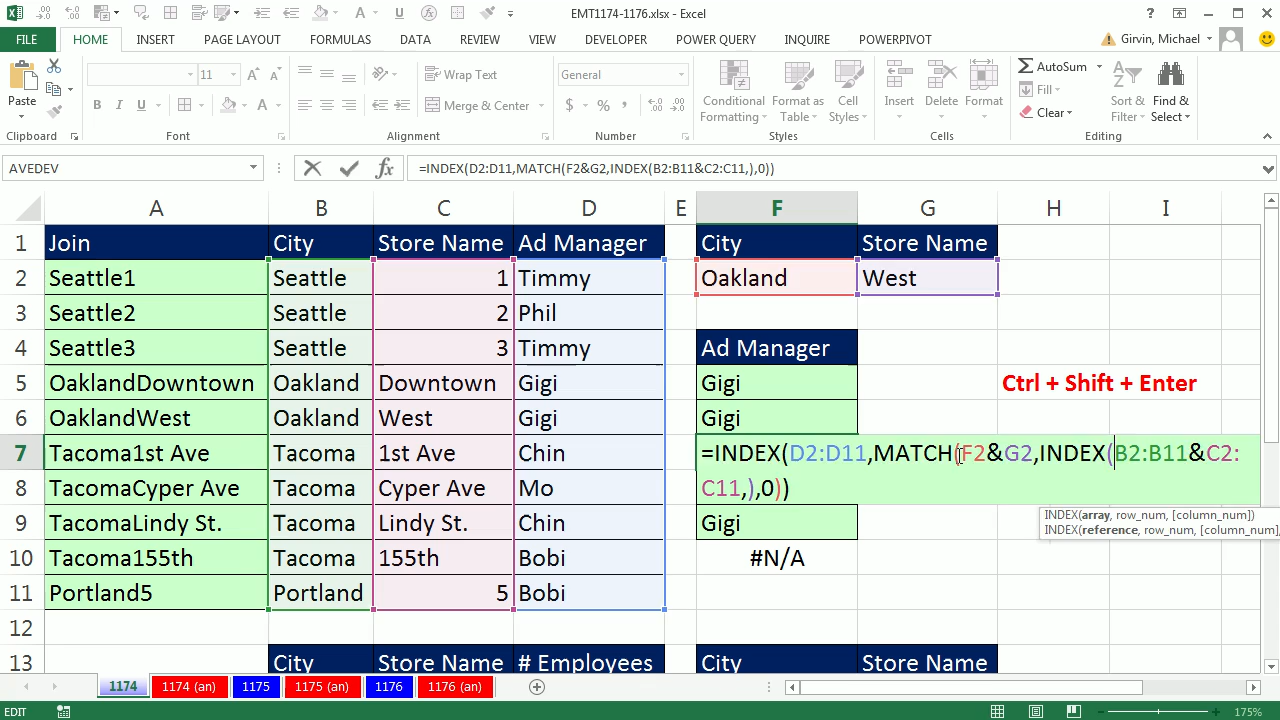 EMT1174-1176.xlsx - Excel
FILE HOME INSERT PAGE LAYOUT FORMULAS DATA REVIEW VIEW DEVELOPER POWER QUERY INQUIRE POWERPIVOT Girvin, Michael
Paste
Clipboard
11
B I U
Font
Wrap Text
Merge & Center
Alignment
General
$ % ,
Number
Conditional Formatting
Format as Table
Cell Styles
Styles
Insert Delete Format
Cells
AutoSum
Fill
Clear
Sort & Filter
Find & Select
Editing
AVEDEV =INDEX(D2:D11,MATCH(F2&G2,INDEX(B2:B11&C2:C11,),0))
A B C D E F G H I
1 Join City Store Name Ad Manager City Store Name
2 Seattle1 Seattle 1 Timmy Oakland West
3 Seattle2 Seattle 2 Phil
4 Seattle3 Seattle 3 Timmy Ad Manager
5 OaklandDowntown Oakland Downtown Gigi Gigi Ctrl + Shift + Enter
6 OaklandWest Oakland West Gigi Gigi
7 Tacoma1st Ave Tacoma 1st Ave Chin =INDEX(D2:D11,MATCH(F2&G2,INDEX(B2:B11&C2:
8 TacomaCyper Ave Tacoma Cyper Ave Mo C11,),0))
INDEX(array, row_num, [column_num])
INDEX(reference, row_num, [column_num],
9 TacomaLindy St. Tacoma Lindy St. Chin Gigi
10 Tacoma155th Tacoma 155th Bobi #N/A
11 Portland5 Portland 5 Bobi
12
13 City Store Name # Employees City Store Name
1174 1174 (an) 1175 1175 (an) 1176 1176 (an)
EDIT 175%